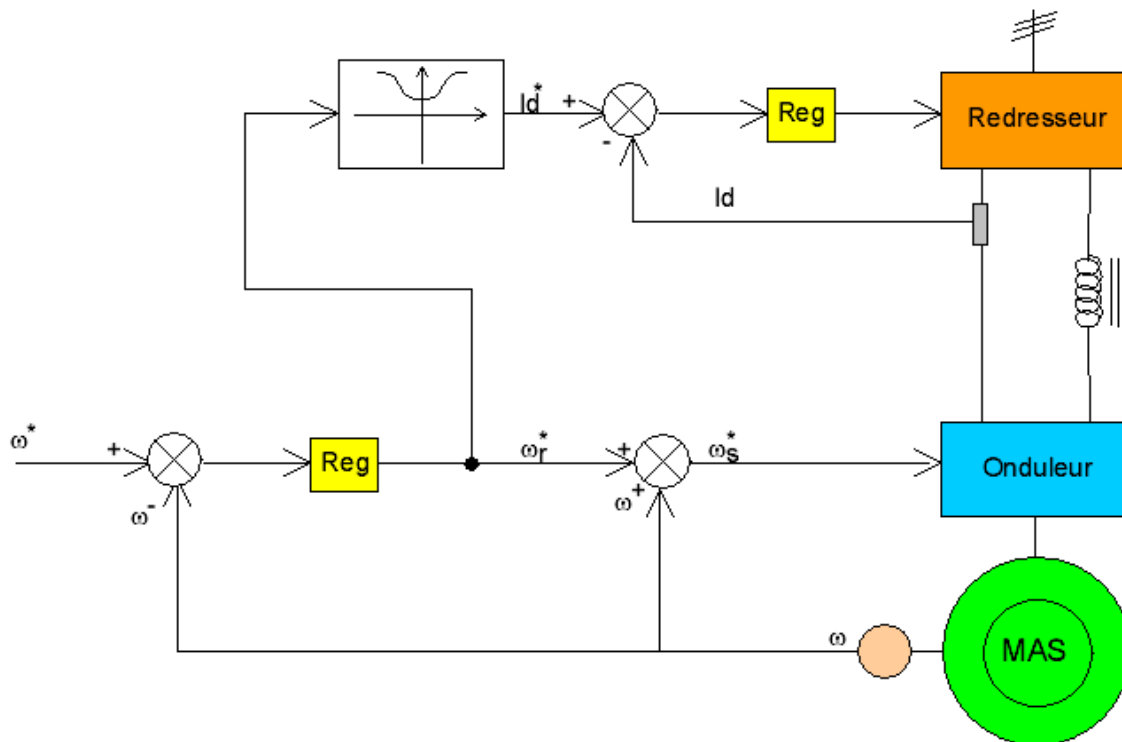 Id* + Reg Redresseur
-
Id
ω* + Reg ωr* + ωs* Onduleur
ω- ω+
ω MAS